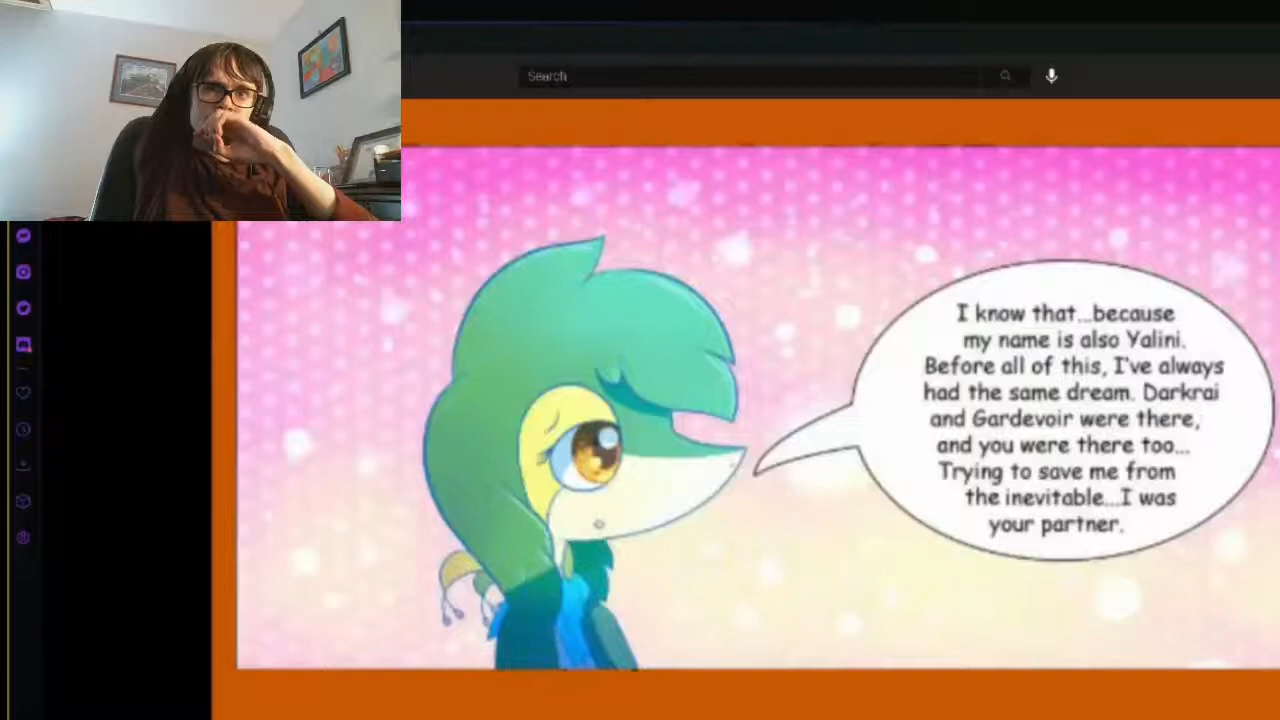 Search
I know that...because
my name is also Yalini.
Before all of this, I've always
had the same dream. Darkrai
and Gardevoir were there,
and you were there too...
Trying to save me from
the inevitable...I was
your partner.